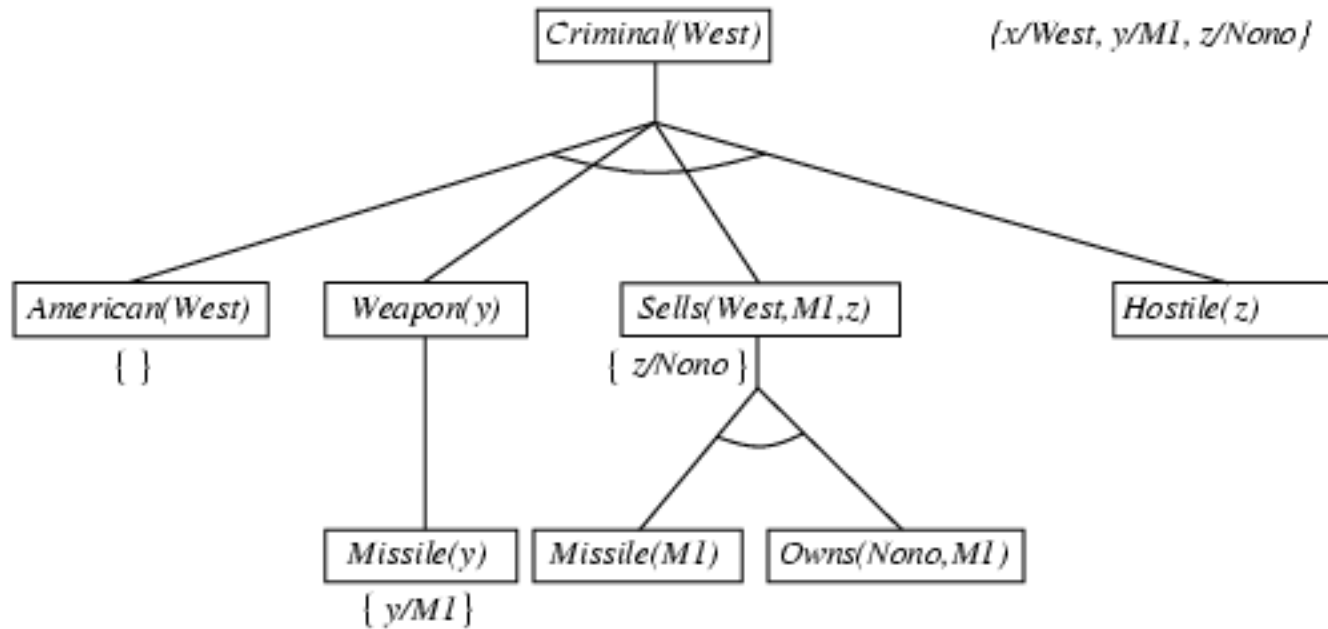 Criminal(West)
{x/West, y/M1, z/Nono}
American(West)
Weapon(y)
Sells(West,M1,z)
Hostile(z)
{ }
{ z/Nono }
Missile(y)
Missile(M1)
Owns(Nono,M1)
{ y/M1 }